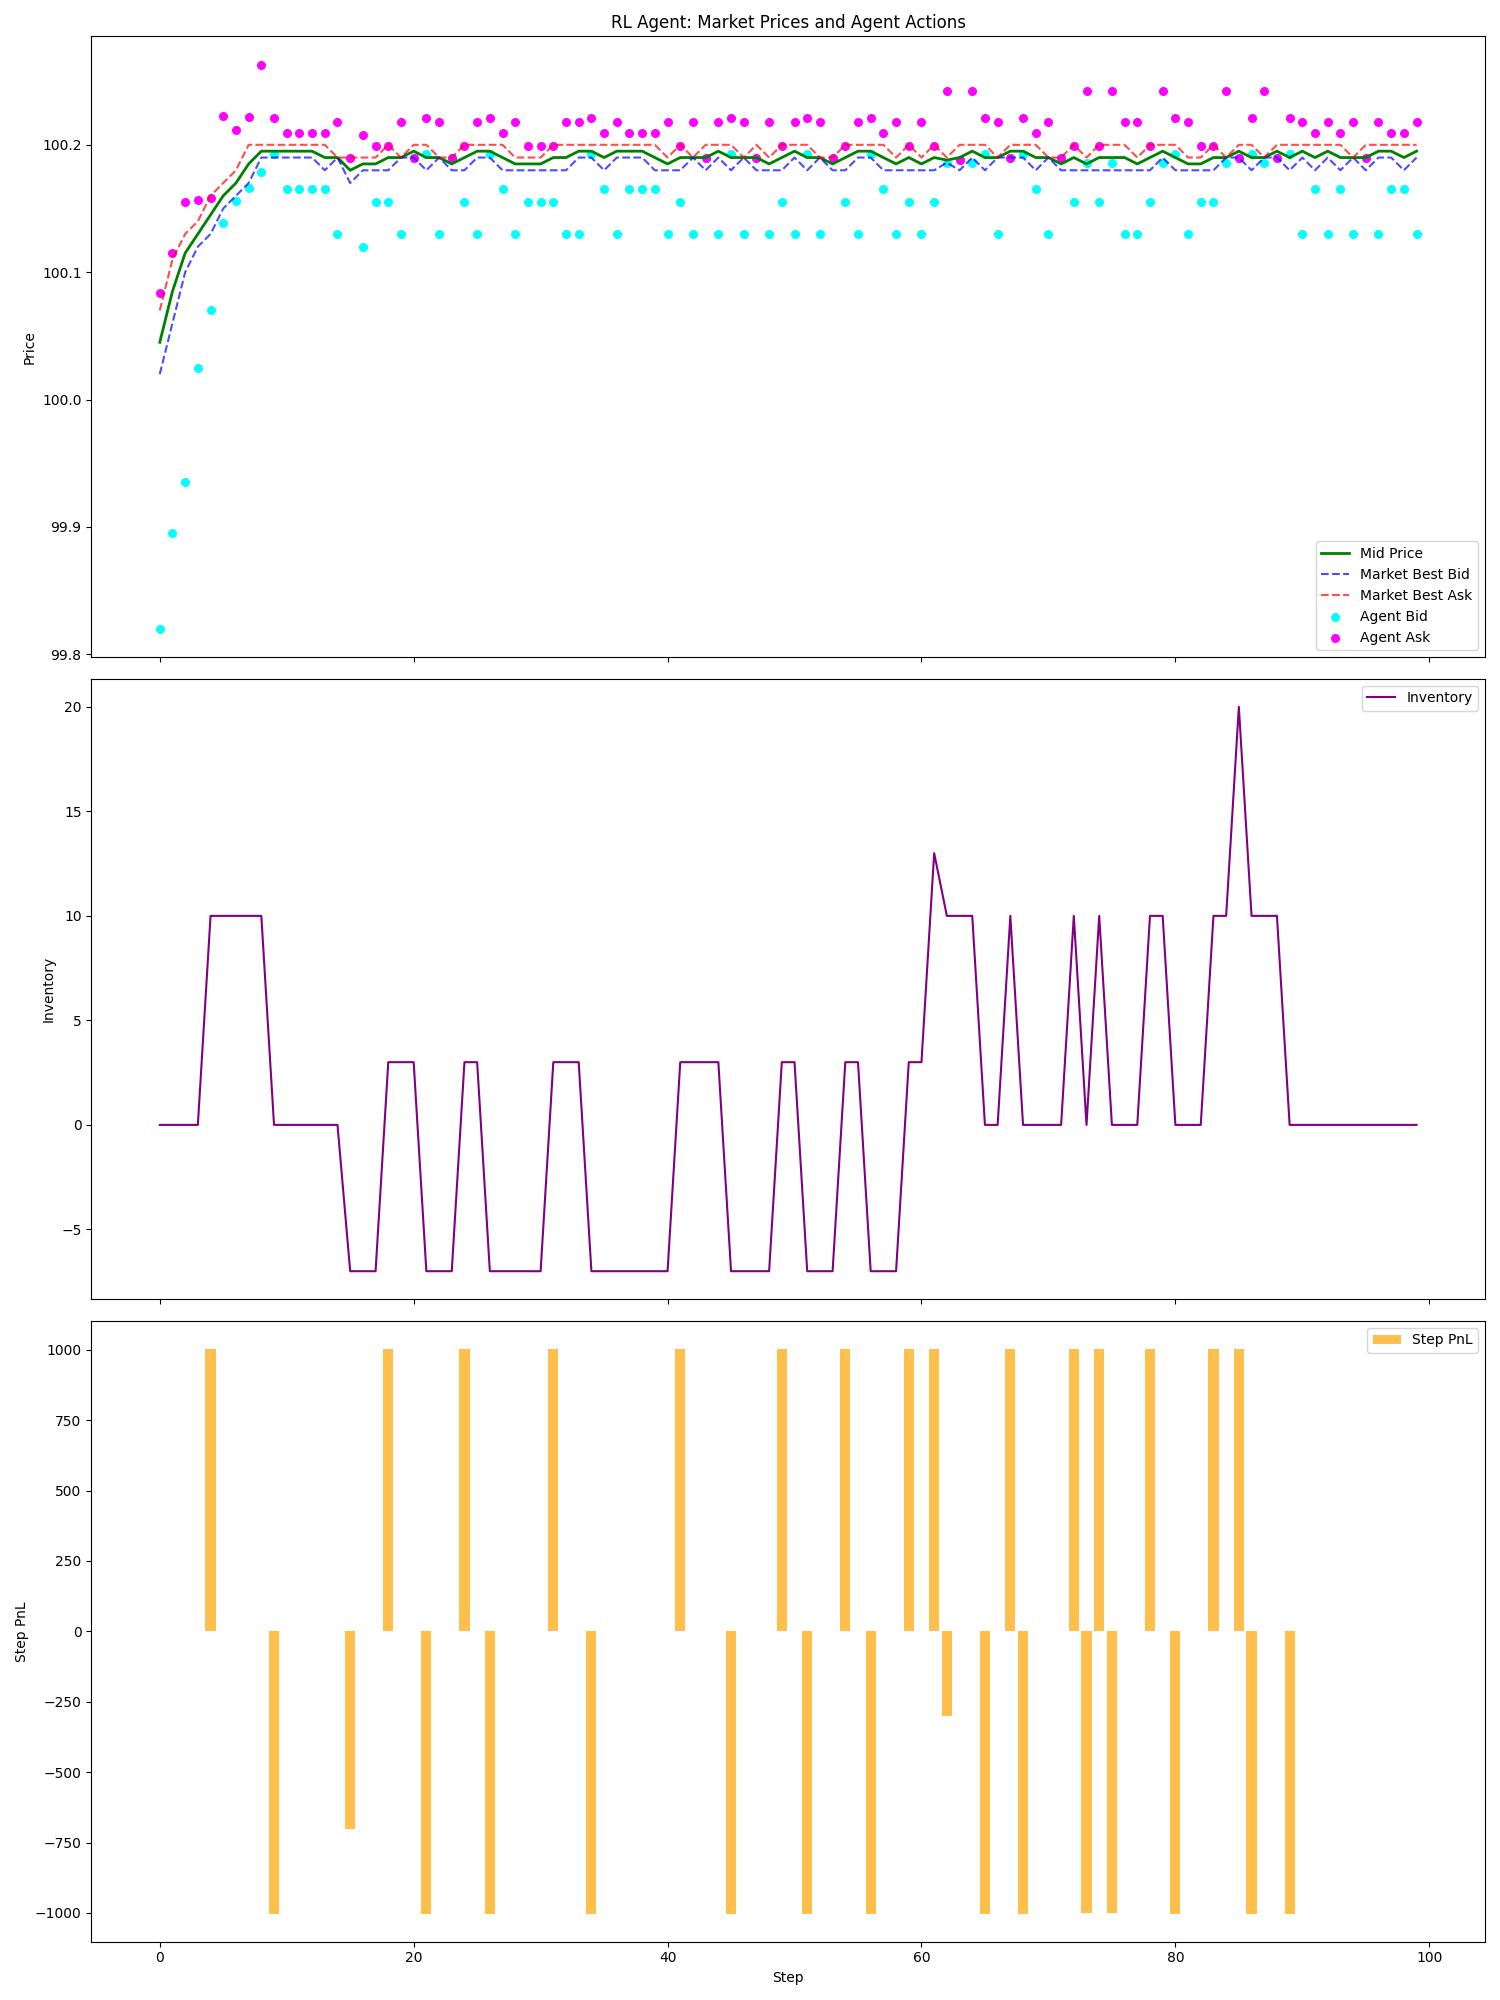 RL Agent: Market Prices and Agent Actions
100.2
100.1
100.0
99.9
99.8
Price
Mid Price
Market Best Bid
Market Best Ask
Agent Bid
Agent Ask
20
15
10
5
0
−5
Inventory
Inventory
1000
750
500
250
0
−250
−500
−750
−1000
Step PnL
Step PnL
0 20 40 60 80 100
Step